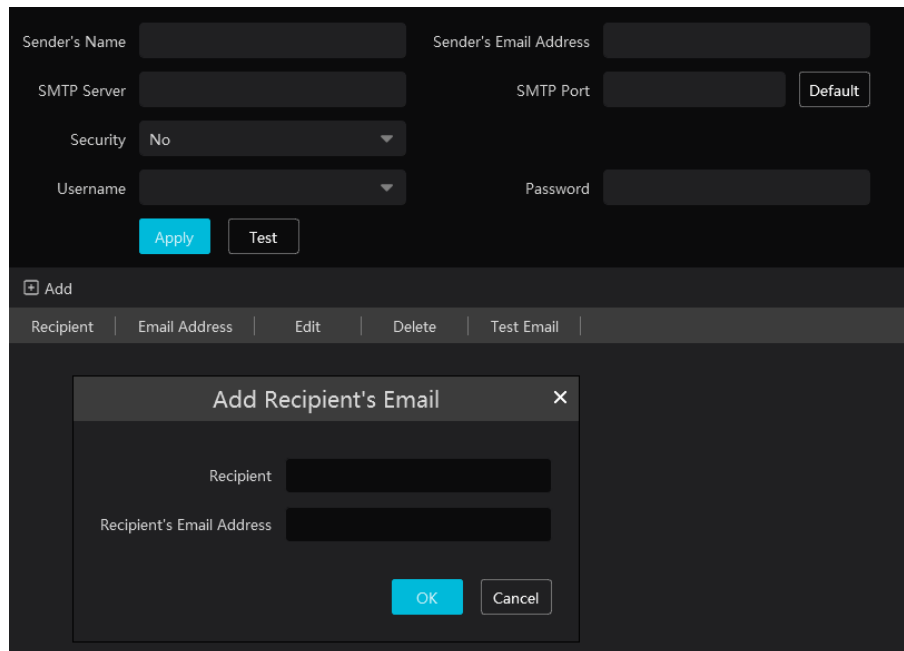 Sender's Name
Sender's Email Address
SMTP Server
SMTP Port
Default
Security
No
Username
Password
Apply
Test
Add
Recipient
Email Address
Edit
Delete
Test Email
Add Recipient's Email
Recipient
Recipient's Email Address
OK
Cancel